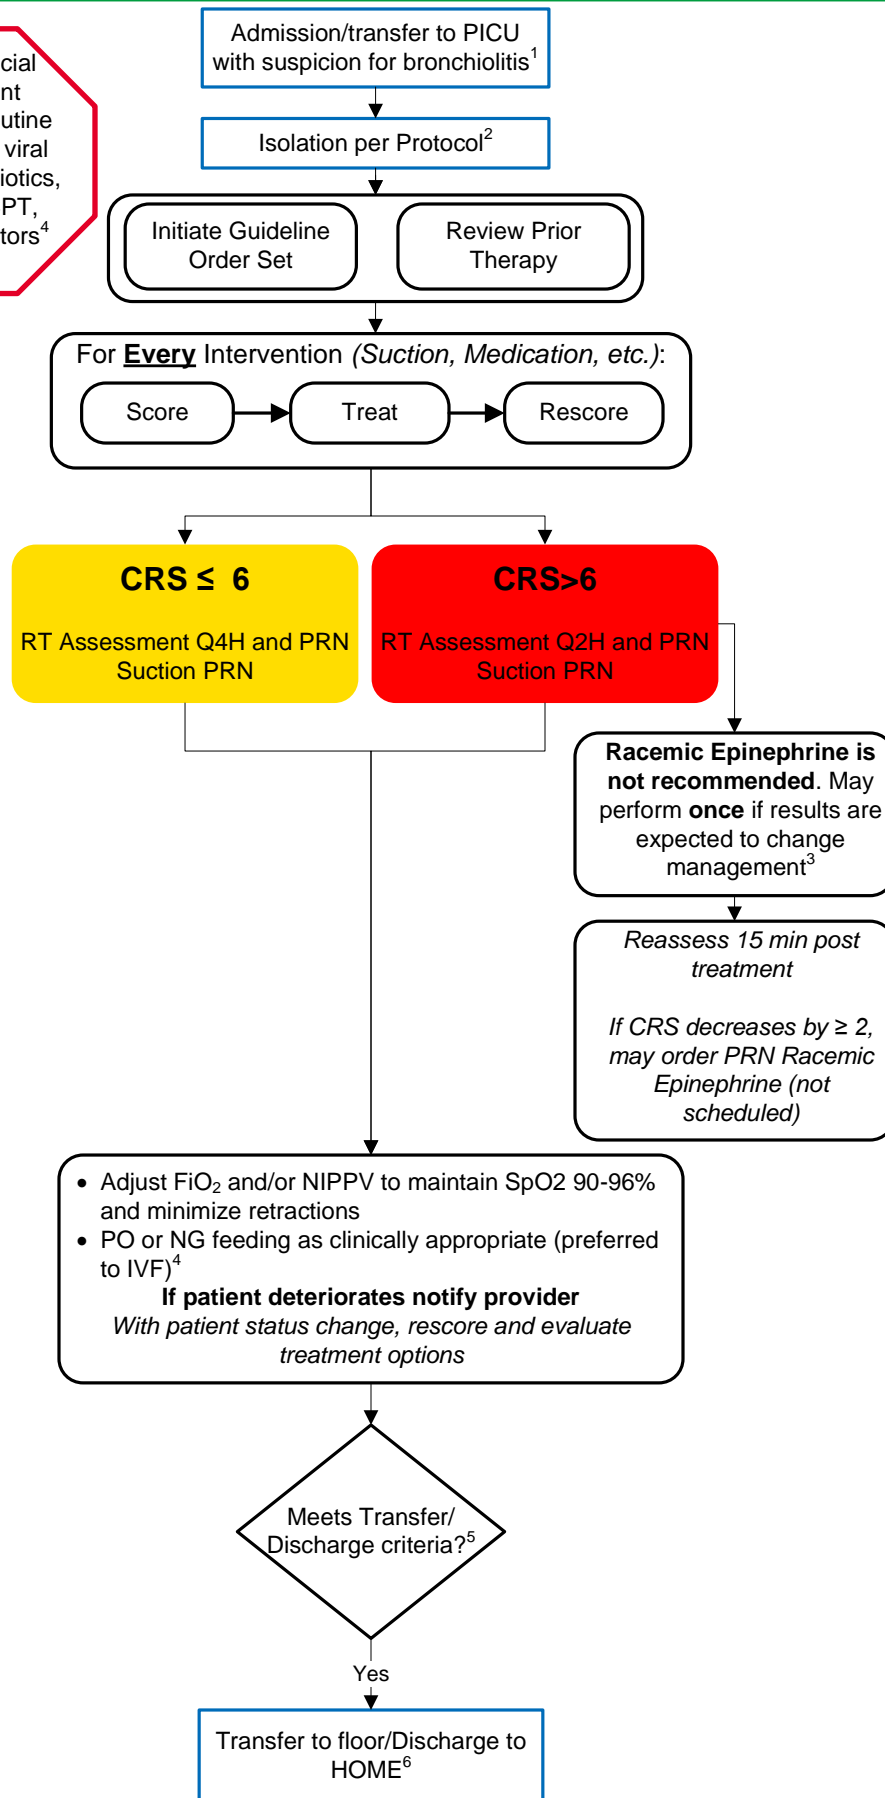 Admission/transfer to PICU
with suspicion for bronchiolitis¹
cial
nt
utine
viral
iotics,
PT,
tors⁴
Isolation per Protocol²
Initiate Guideline
Order Set
Review Prior
Therapy
For Every Intervention (Suction, Medication, etc.):
Score
Treat
Rescore
CRS ≤ 6
RT Assessment Q4H and PRN
Suction PRN
CRS>6
RT Assessment Q2H and PRN
Suction PRN
Racemic Epinephrine is
not recommended. May
perform once if results are
expected to change
management³
Reassess 15 min post
treatment
If CRS decreases by ≥ 2,
may order PRN Racemic
Epinephrine (not
scheduled)
• Adjust FiO₂ and/or NIPPV to maintain SpO2 90-96%
and minimize retractions
• PO or NG feeding as clinically appropriate (preferred
to IVF)⁴
If patient deteriorates notify provider
With patient status change, rescore and evaluate
treatment options
Meets Transfer/
Discharge criteria?⁵
Yes
Transfer to floor/Discharge to
HOME⁶